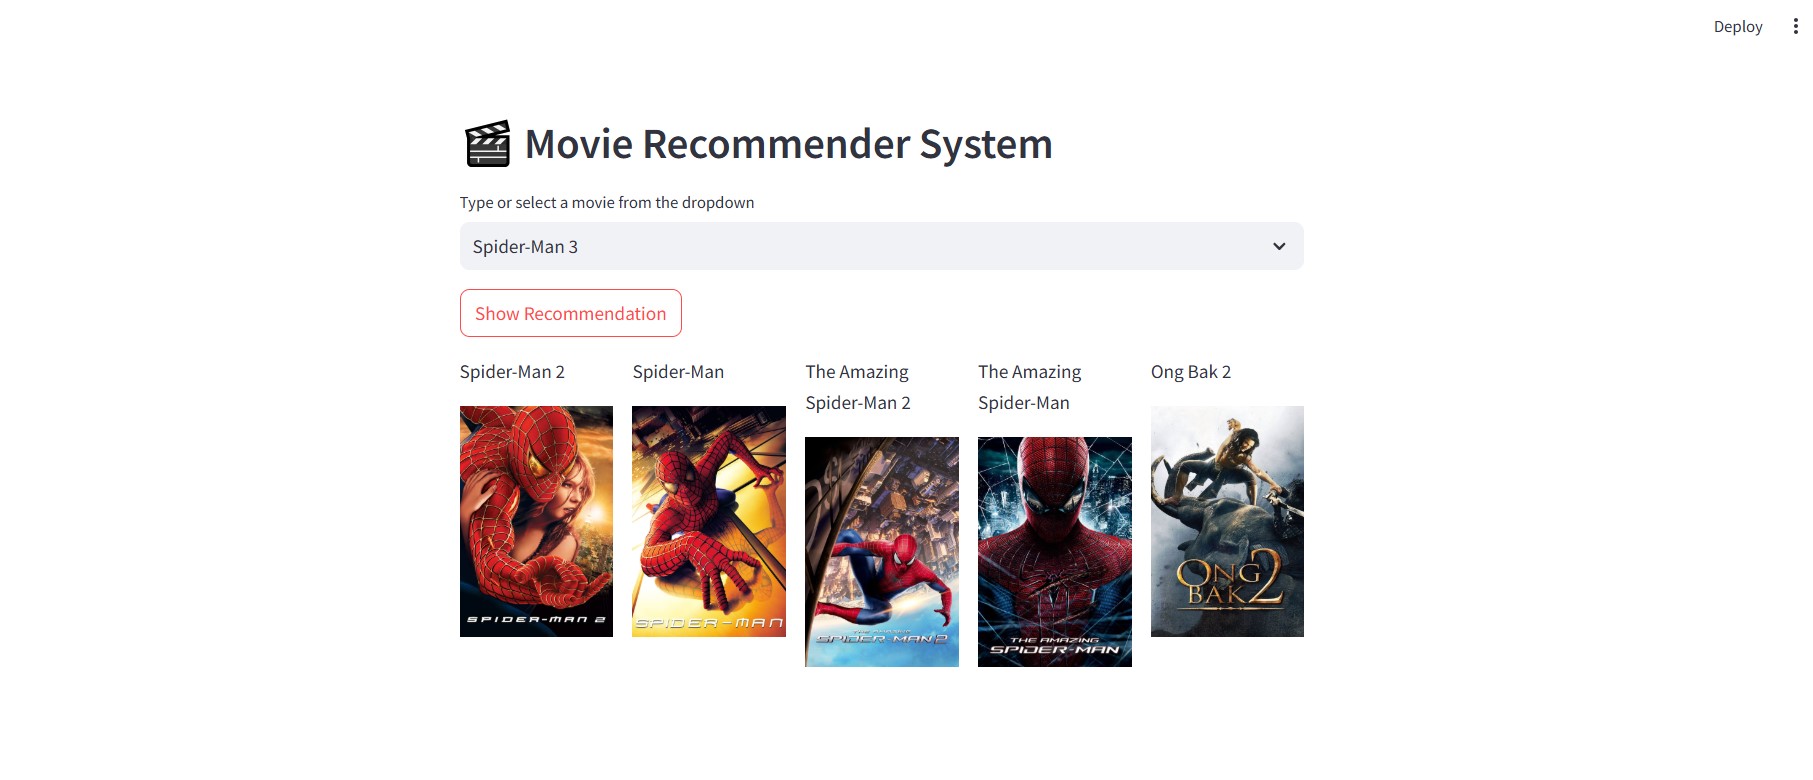 Deploy
Movie Recommender System
Type or select a movie from the dropdown
Spider-Man 3
Show Recommendation
Spider-Man 2
SPIDER-MAN 2
Spider-Man
SPIDER-MAN
The Amazing
Spider-Man 2
THE AMAZING
SPIDER-MAN 2
The Amazing
Spider-Man
THE AMAZING
SPIDER-MAN
Ong Bak 2
ONG
BAK 2